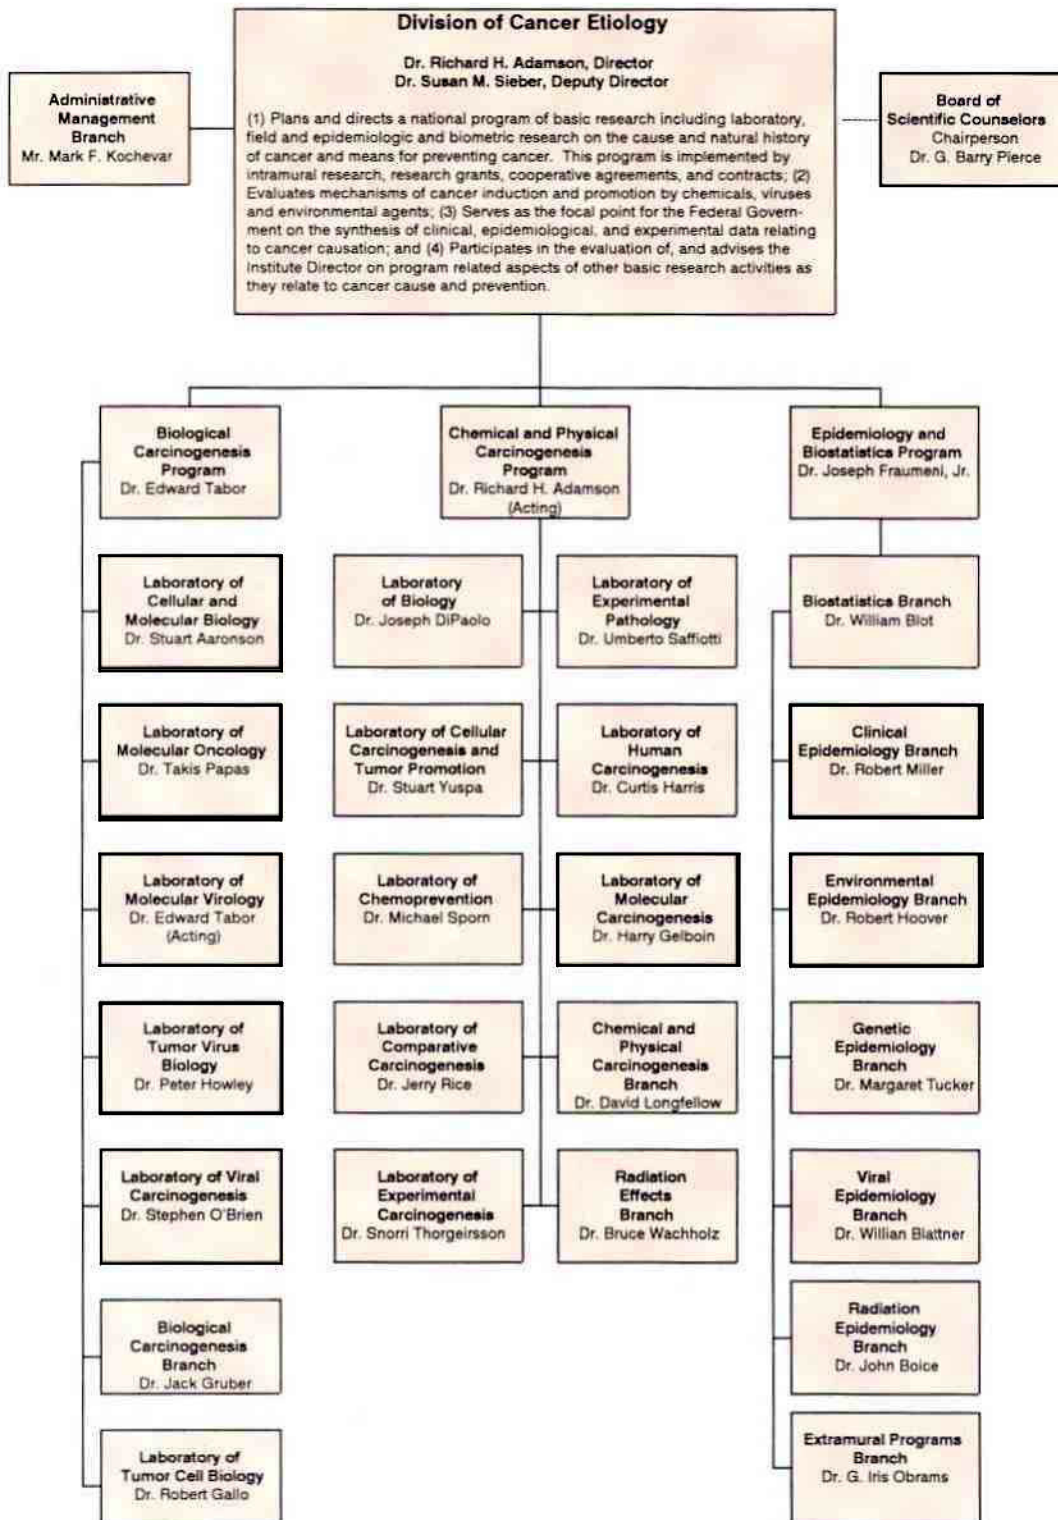 Division of Cancer Etiology
Dr. Richard H. Adamson, Director
Dr. Susan M. Sieber, Deputy Director
(1) Plans and directs a national program of basic research including laboratory,
field and epidemiologic and biometric research on the cause and natural history
of cancer and means for preventing cancer. This program is implemented by
intramural research, research grants, cooperative agreements, and contracts; (2)
Evaluates mechanisms of cancer induction and promotion by chemicals, viruses
and environmental agents; (3) Serves as the focal point for the Federal Govern-
ment on the synthesis of clinical, epidemiological, and experimental data relating
to cancer causation; and (4) Participates in the evaluation of, and advises the
Institute Director on program related aspects of other basic research activities as
they relate to cancer cause and prevention.
Administrative
Management
Branch
Mr. Mark F. Kochevar
Board of
Scientific Counselors
Chairperson
Dr. G. Barry Pierce
Biological
Carcinogenesis
Program
Dr. Edward Tabor
Chemical and Physical
Carcinogenesis
Program
Dr. Richard H. Adamson
(Acting)
Epidemiology and
Biostatistics Program
Dr. Joseph Fraumeni, Jr.
Laboratory of
Cellular and
Molecular Biology
Dr. Stuart Aaronson
Laboratory
of Biology
Dr. Joseph DiPaolo
Laboratory of
Experimental
Pathology
Dr. Umberto Saffiotti
Biostatistics Branch
Dr. William Blot
Laboratory of
Molecular Oncology
Dr. Takis Papas
Laboratory of Cellular
Carcinogenesis and
Tumor Promotion
Dr. Stuart Yuspa
Laboratory of
Human
Carcinogenesis
Dr. Curtis Harris
Clinical
Epidemiology Branch
Dr. Robert Miller
Laboratory of
Molecular Virology
Dr. Edward Tabor
(Acting)
Laboratory of
Chemoprevention
Dr. Michael Sporn
Laboratory of
Molecular
Carcinogenesis
Dr. Harry Gelboin
Environmental
Epidemiology Branch
Dr. Robert Hoover
Laboratory of
Tumor Virus
Biology
Dr. Peter Howley
Laboratory of
Comparative
Carcinogenesis
Dr. Jerry Rice
Chemical and
Physical
Carcinogenesis
Branch
Dr. David Longfellow
Genetic
Epidemiology
Branch
Dr. Margaret Tucker
Laboratory of Viral
Carcinogenesis
Dr. Stephen O'Brien
Laboratory of
Experimental
Carcinogenesis
Dr. Snorri Thorgeirsson
Radiation
Effects
Branch
Dr. Bruce Wachholz
Viral
Epidemiology
Branch
Dr. Willian Blattner
Biological
Carcinogenesis
Branch
Dr. Jack Gruber
Radiation
Epidemiology
Branch
Dr. John Boice
Laboratory of
Tumor Cell Biology
Dr. Robert Gallo
Extramural Programs
Branch
Dr. G. Iris Obrams